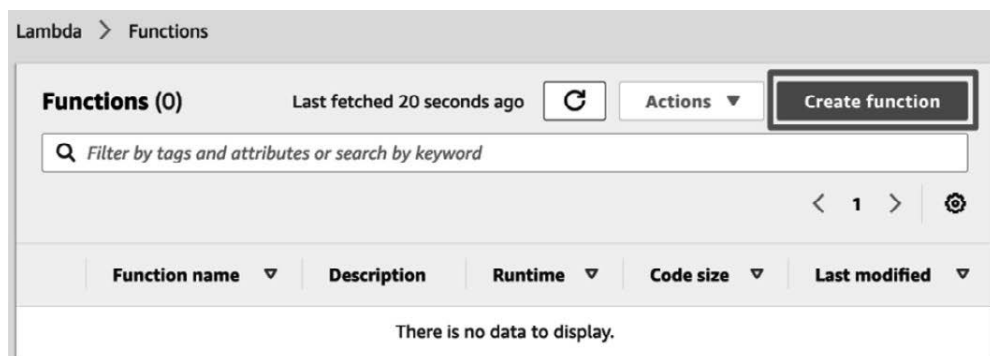 Lambda > Functions
Functions (0) Last fetched 20 seconds ago Actions Create function
Filter by tags and attributes or search by keyword
< 1 >
Function name Description Runtime Code size Last modified
There is no data to display.